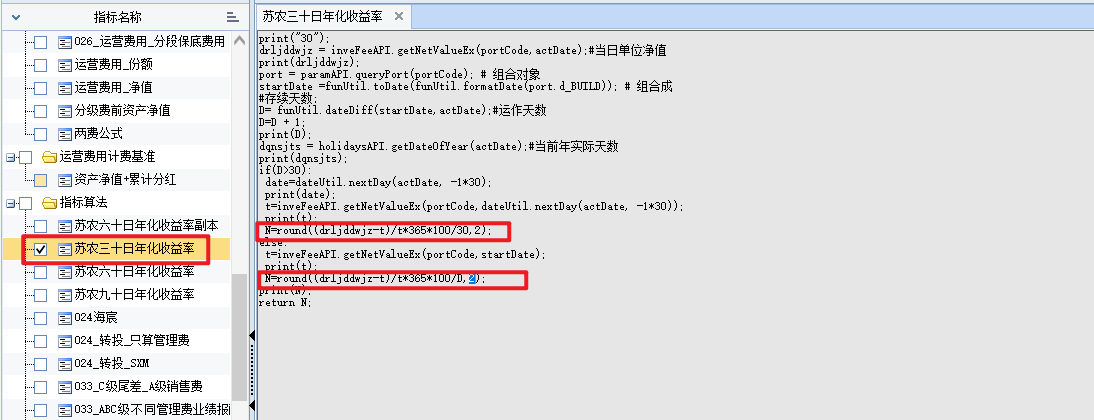 指标名称
026_运营费用_分段保底费用
运营费用_份额
运营费用_净值
分级费前资产净值
两费公式
运营费用计费基准
资产净值+累计分红
指标算法
苏农六十日年化收益率副本
苏农三十日年化收益率
苏农六十日年化收益率
苏农九十日年化收益率
024海宸
024_转投_只算管理费
024_转投_SXM
033_C级尾差_A级销售费
033_ABC级不同管理费业绩报
苏农三十日年化收益率
print("30");
drljddwjz = inveFeeAPI.getNetValueEx(portCode,actDate);#当日单位净值
print(drljddwjz);
port = paramAPI.queryPort(portCode); # 组合对象
startDate =funUtil.toDate(funUtil.formatDate(port.d_BUILD)); # 组合成
#存续天数;
D= funUtil.dateDiff(startDate,actDate);#运作天数
D=D + 1;
print(D);
dqnsjts = holidaysAPI.getDateOfYear(actDate);#当前年实际天数
print(dqnsjts);
if(D>30):
date=dateUtil.nextDay(actDate, -1*30);
print(date);
t=inveFeeAPI.getNetValueEx(portCode,dateUtil.nextDay(actDate, -1*30));
print(t);
N=round((drljddwjz-t)/t*365*100/30,2);
else:
t=inveFeeAPI.getNetValueEx(portCode,startDate);
print(t);
N=round((drljddwjz-t)/t*365*100/D,2);
print(N);
return N;